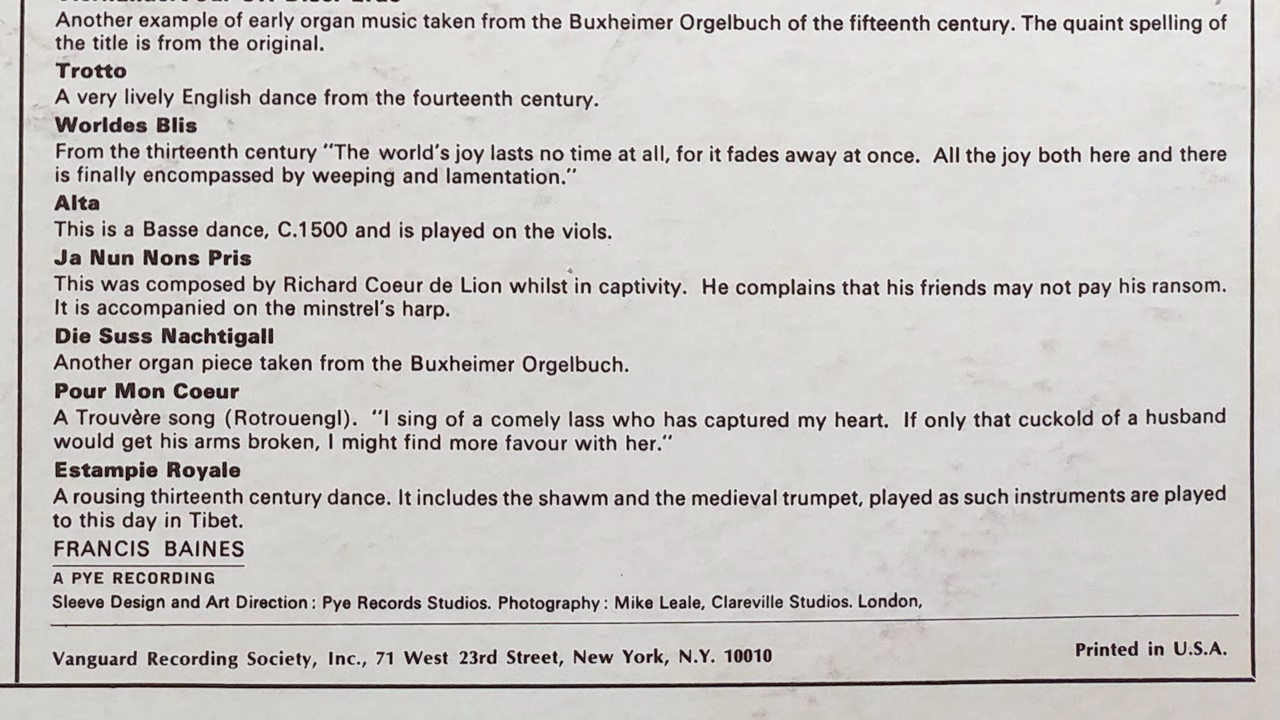 Another example of early organ music taken from the Buxheimer Orgelbuch of the fifteenth century. The quaint spelling of
the title is from the original.
Trotto
A very lively English dance from the fourteenth century.
Worldes Blis
From the thirteenth century "The world's joy lasts no time at all, for it fades away at once. All the joy both here and there
is finally encompassed by weeping and lamentation."
Alta
This is a Basse dance, C.1500 and is played on the viols.
Ja Nun Nons Pris
This was composed by Richard Coeur de Lion whilst in captivity. He complains that his friends may not pay his ransom.
It is accompanied on the minstrel's harp.
Die Suss Nachtigall
Another organ piece taken from the Buxheimer Orgelbuch.
Pour Mon Coeur
A Trouvère song (Rotrouengl). "I sing of a comely lass who has captured my heart. If only that cuckold of a husband
would get his arms broken, I might find more favour with her."
Estampie Royale
A rousing thirteenth century dance. It includes the shawm and the medieval trumpet, played as such instruments are played
to this day in Tibet.
FRANCIS BAINES
A PYE RECORDING
Sleeve Design and Art Direction: Pye Records Studios. Photography: Mike Leale, Clareville Studios. London,
Vanguard Recording Society, Inc., 71 West 23rd Street, New York, N.Y. 10010
Printed in U.S.A.